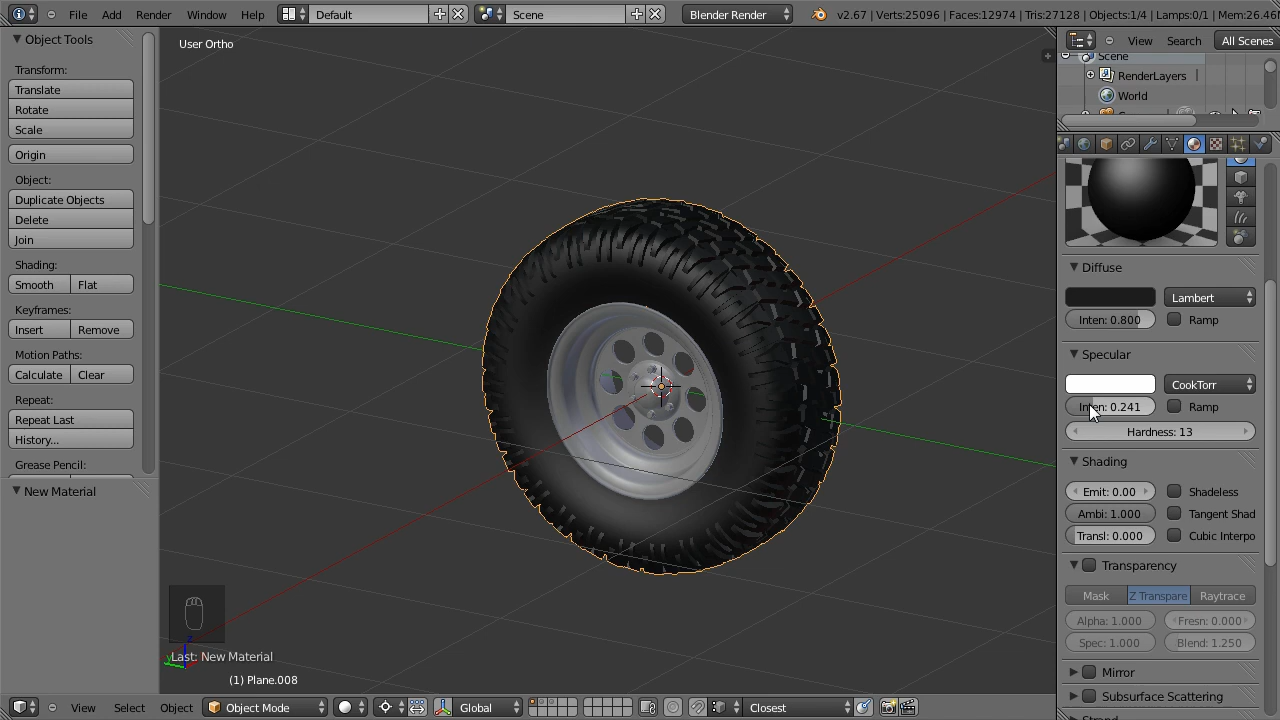 File Add Render Window Help Default Scene Blender Render v2.67 | Verts:25096 | Faces:12974 | Tris:27128 | Objects:1/4 | Lamps:0/1 | Mem:26.46
Object Tools
User Ortho
View Search All Scenes
Scene
RenderLayers
World
Transform:
Translate
Rotate
Scale
Origin
Object:
Duplicate Objects
Delete
Join
Shading:
Smooth Flat
Keyframes:
Insert Remove
Motion Paths:
Calculate Clear
Repeat:
Repeat Last
History...
Grease Pencil:
New Material
Diffuse
Lambert
Inten: 0.800 Ramp
Specular
CookTorr
Inten: 0.241 Ramp
Hardness: 13
Shading
Emit: 0.00 Shadeless
Ambi: 1.000 Tangent Shad
Transl: 0.000 Cubic Interpo
Transparency
Mask Z Transpare Raytrace
Alpha: 1.000 Fresn: 0.000
Spec: 1.000 Blend: 1.250
Mirror
Subsurface Scattering
Strand
z
Last: New Material
(1) Plane.008
View Select Object Object Mode Global Closest